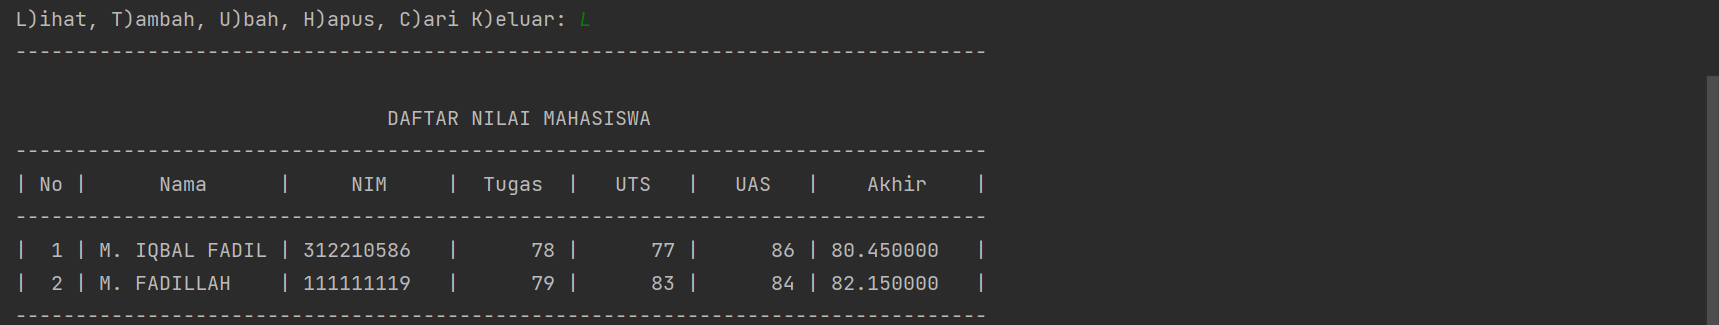 L)ihat, T)ambah, U)bah, H)apus, C)ari K)eluar: L
---------------------------------------------------------------------------------
DAFTAR NILAI MAHASISWA
---------------------------------------------------------------------------------
| No |      Nama      |     NIM     |  Tugas  |   UTS   |   UAS   |    Akhir    |
---------------------------------------------------------------------------------
|  1 | M. IQBAL FADIL | 312210586   |      78 |      77 |      86 | 80.450000   |
|  2 | M. FADILLAH    | 111111119   |      79 |      83 |      84 | 82.150000   |
---------------------------------------------------------------------------------